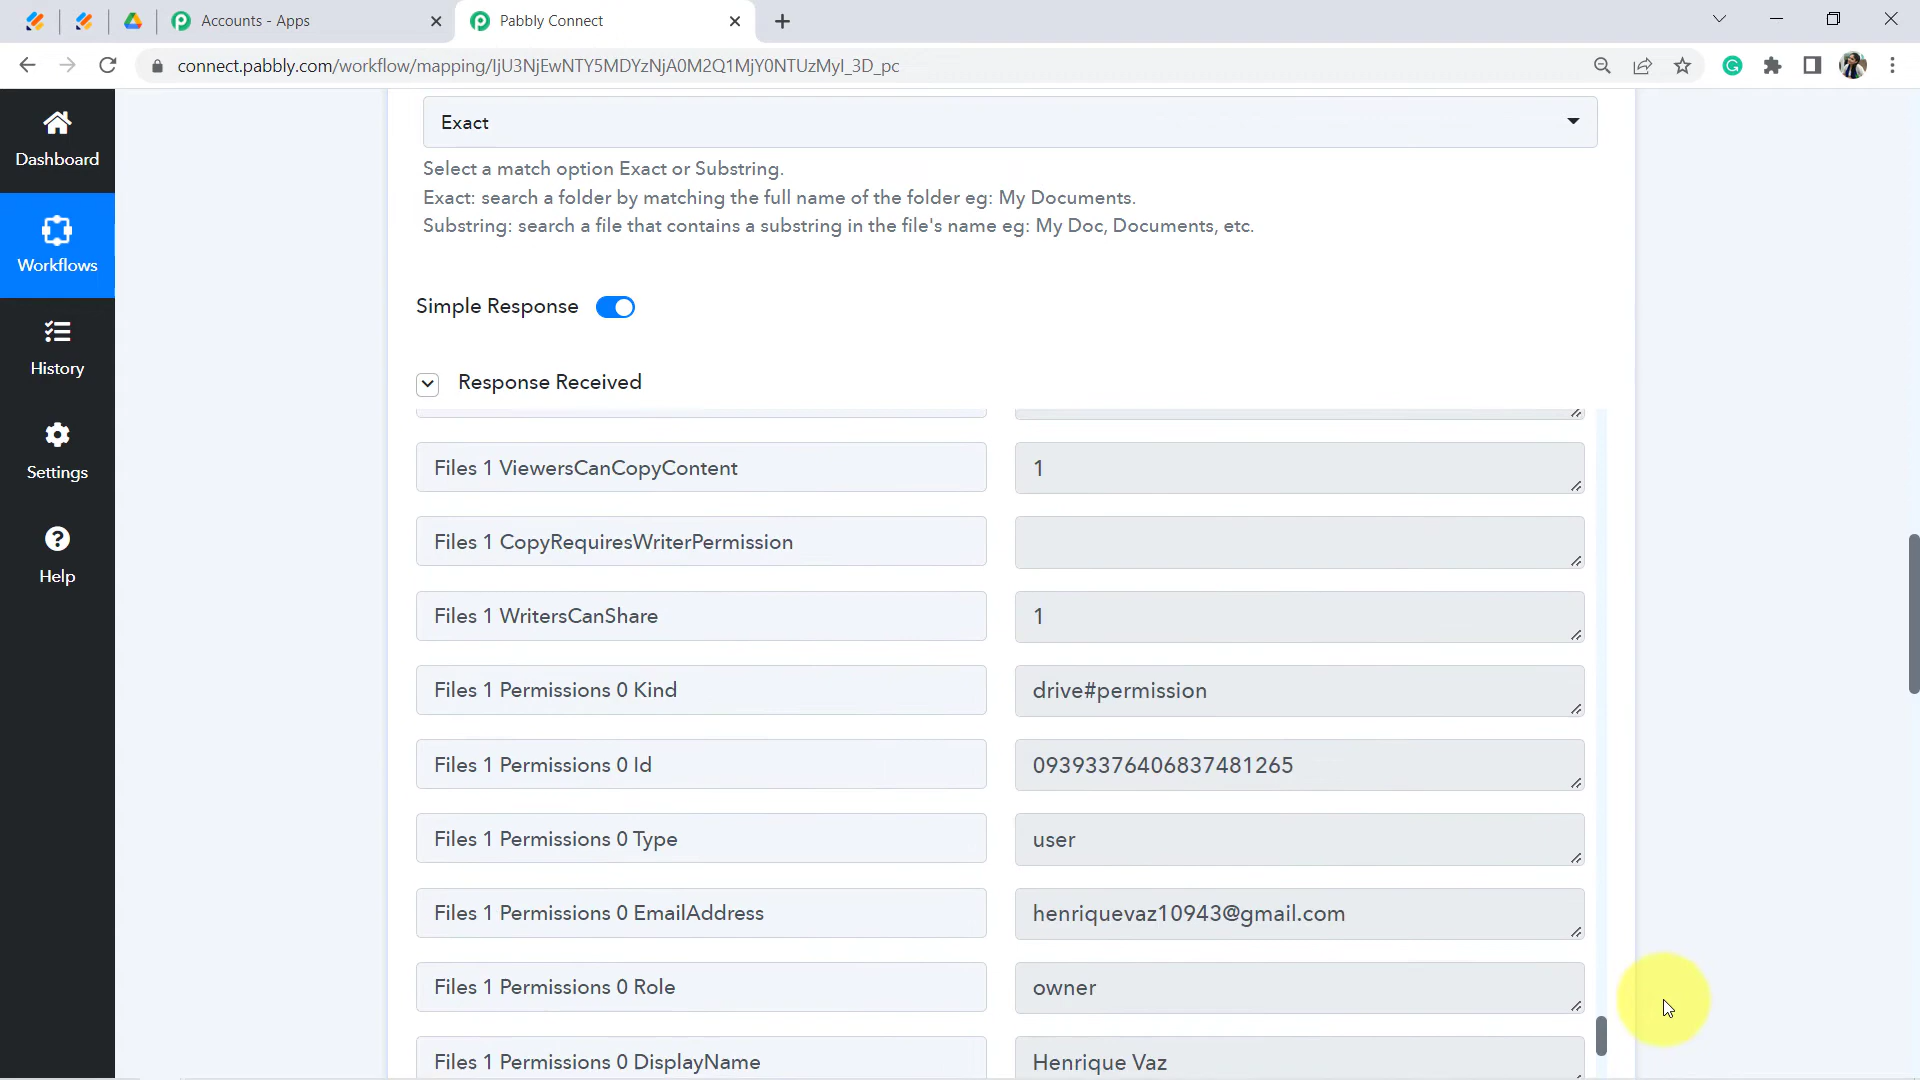 Accounts - Apps
Pabbly Connect
connect.pabbly.com/workflow/mapping/
Dashboard
Workflows
History
Settings
Help
Exact
Select a match option Exact or Substring.
Exact: search a folder by matching the full name of the folder eg: My Documents.
Substring: search a file that contains a substring in the file's name eg: My Doc, Documents, etc.
Simple Response
Response Received
Files 1 ViewersCanCopyContent 1
Files 1 CopyRequiresWriterPermission
Files 1 WritersCanShare 1
Files 1 Permissions 0 Kind drive#permission
Files 1 Permissions 0 Id 09393376406837481265
Files 1 Permissions 0 Type user
Files 1 Permissions 0 EmailAddress henriquevaz10943@gmail.com
Files 1 Permissions 0 Role owner
Files 1 Permissions 0 DisplayName Henrique Vaz